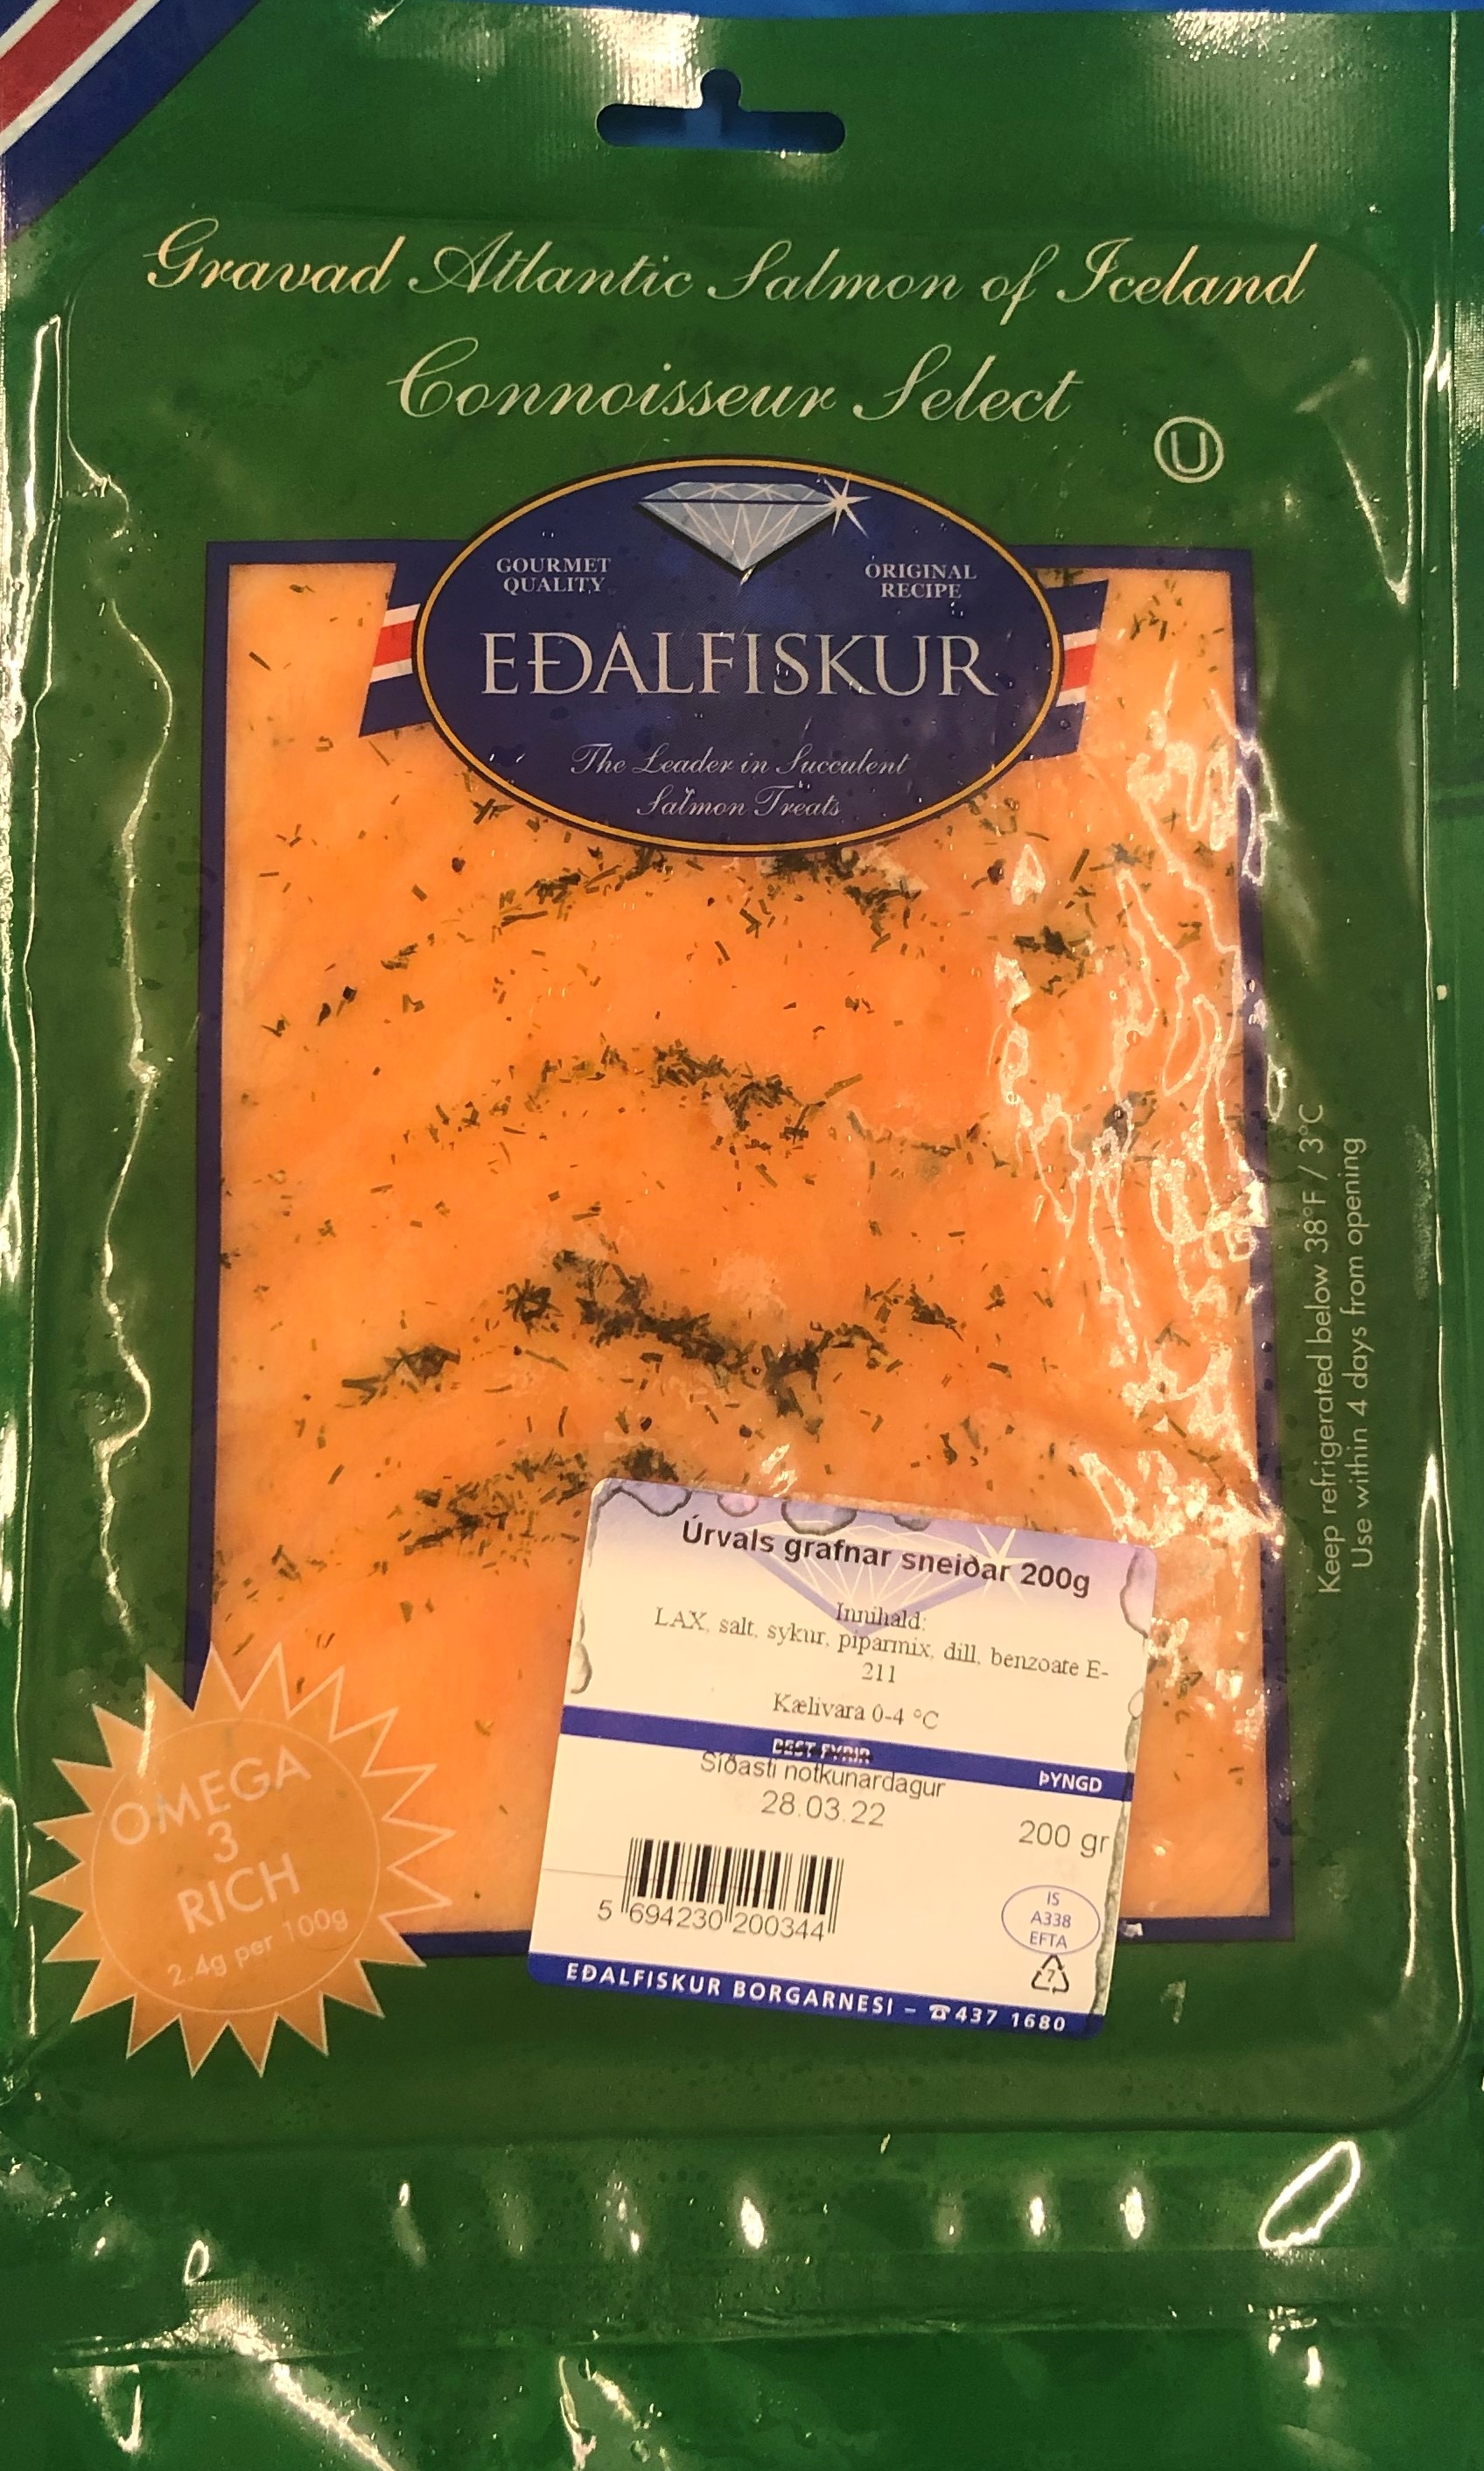 Gravad Atlantic Salmon of Iceland
Connoisseur Select
U
GOURMET
QUALITY
ORIGINAL
RECIPE
EÐALFISKUR
The Leader in Succulent
Salmon Treats
Keep refrigerated below 38°F / 3°C
Use within 4 days from opening
Úrvals grafnar sneiðar 200g
Innihald:
LAX, salt, sykur, piparmix, dill, benzoate E-
211
Kælivara 0-4 °C
BEST FYRIR
Síðasti notkunardagur
28.03.22
ÞYNGD
200 gr
5 694230 200344
IS
A338
EFTA
7
EÐALFISKUR BORGARNESI – ☎437 1680
OMEGA
3
RICH
2.4g per 100g